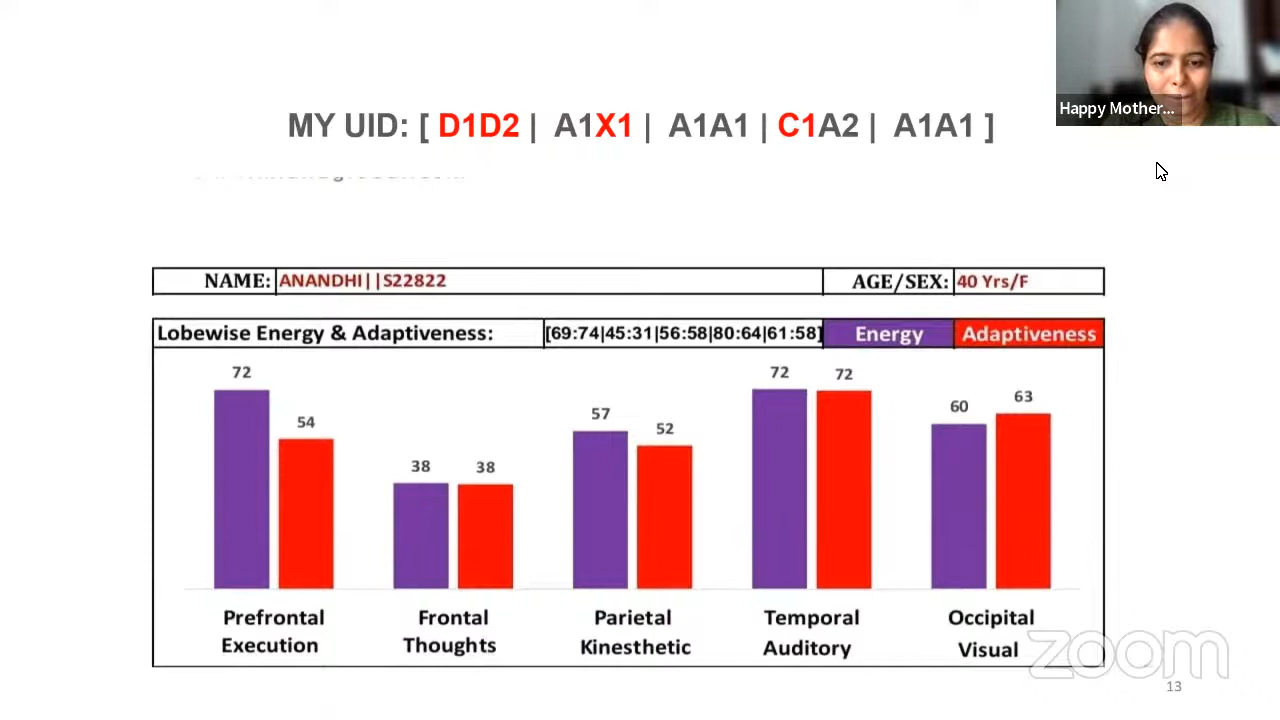 Happy Mother...
MY UID: [ D1D2 | A1X1 | A1A1 | C1A2 | A1A1 ]
NAME: ANANDHI||S22822 AGE/SEX: 40 Yrs/F
Lobewise Energy & Adaptiveness: [69:74|45:31|56:58|80:64|61:58] Energy Adaptiveness
72 54 38 38 57 52 72 72 60 63
Prefrontal Frontal Parietal Temporal Occipital
Execution Thoughts Kinesthetic Auditory Visual
zoom
13